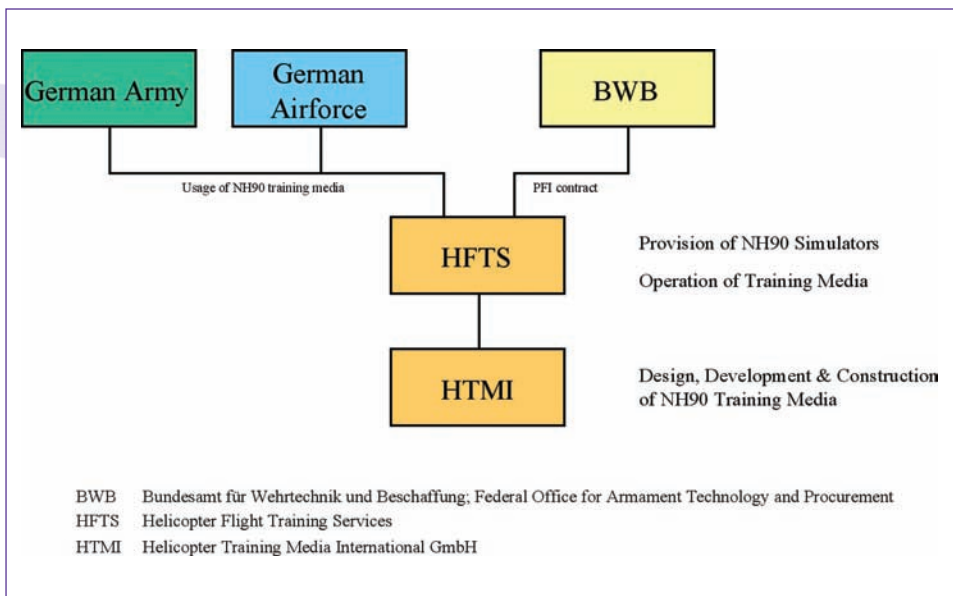 German Army
German
Airforce
BWB
Usage of NH90 training media
PFI contract
HFTS
Provision of NH90 Simulators
Operation of Training Media
HTMI
Design, Development & Construction
of NH90 Training Media
BWB Bundesamt für Wehrtechnik und Beschaffung; Federal Office for Armament Technology and Procurement
HFTS Helicopter Flight Training Services
HTMI Helicopter Training Media International GmbH